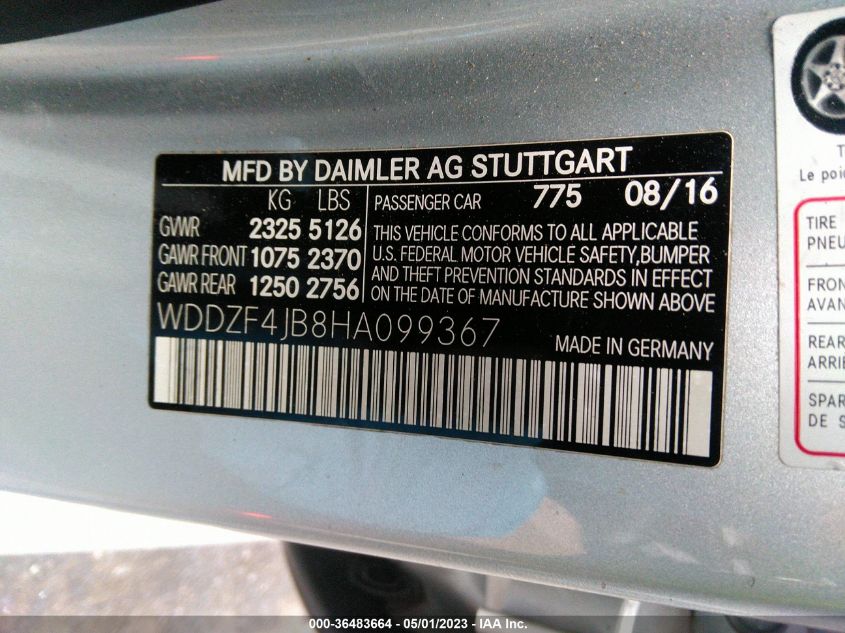 MFD BY DAIMLER AG STUTTGART
KG LBS
GVWR 2325 5126
GAWR FRONT 1075 2370
GAWR REAR 1250 2756
PASSENGER CAR 775 08/16
THIS VEHICLE CONFORMS TO ALL APPLICABLE
U.S. FEDERAL MOTOR VEHICLE SAFETY,BUMPER
AND THEFT PREVENTION STANDARDS IN EFFECT
ON THE DATE OF MANUFACTURE SHOWN ABOVE
WDDZF4JB8HA099367
MADE IN GERMANY
T
Le poi
TIRE
PNEU
FRON
AVAN
REAR
ARRIE
SPAR
DE S
000-36483664 - 05/01/2023 - IAA Inc.